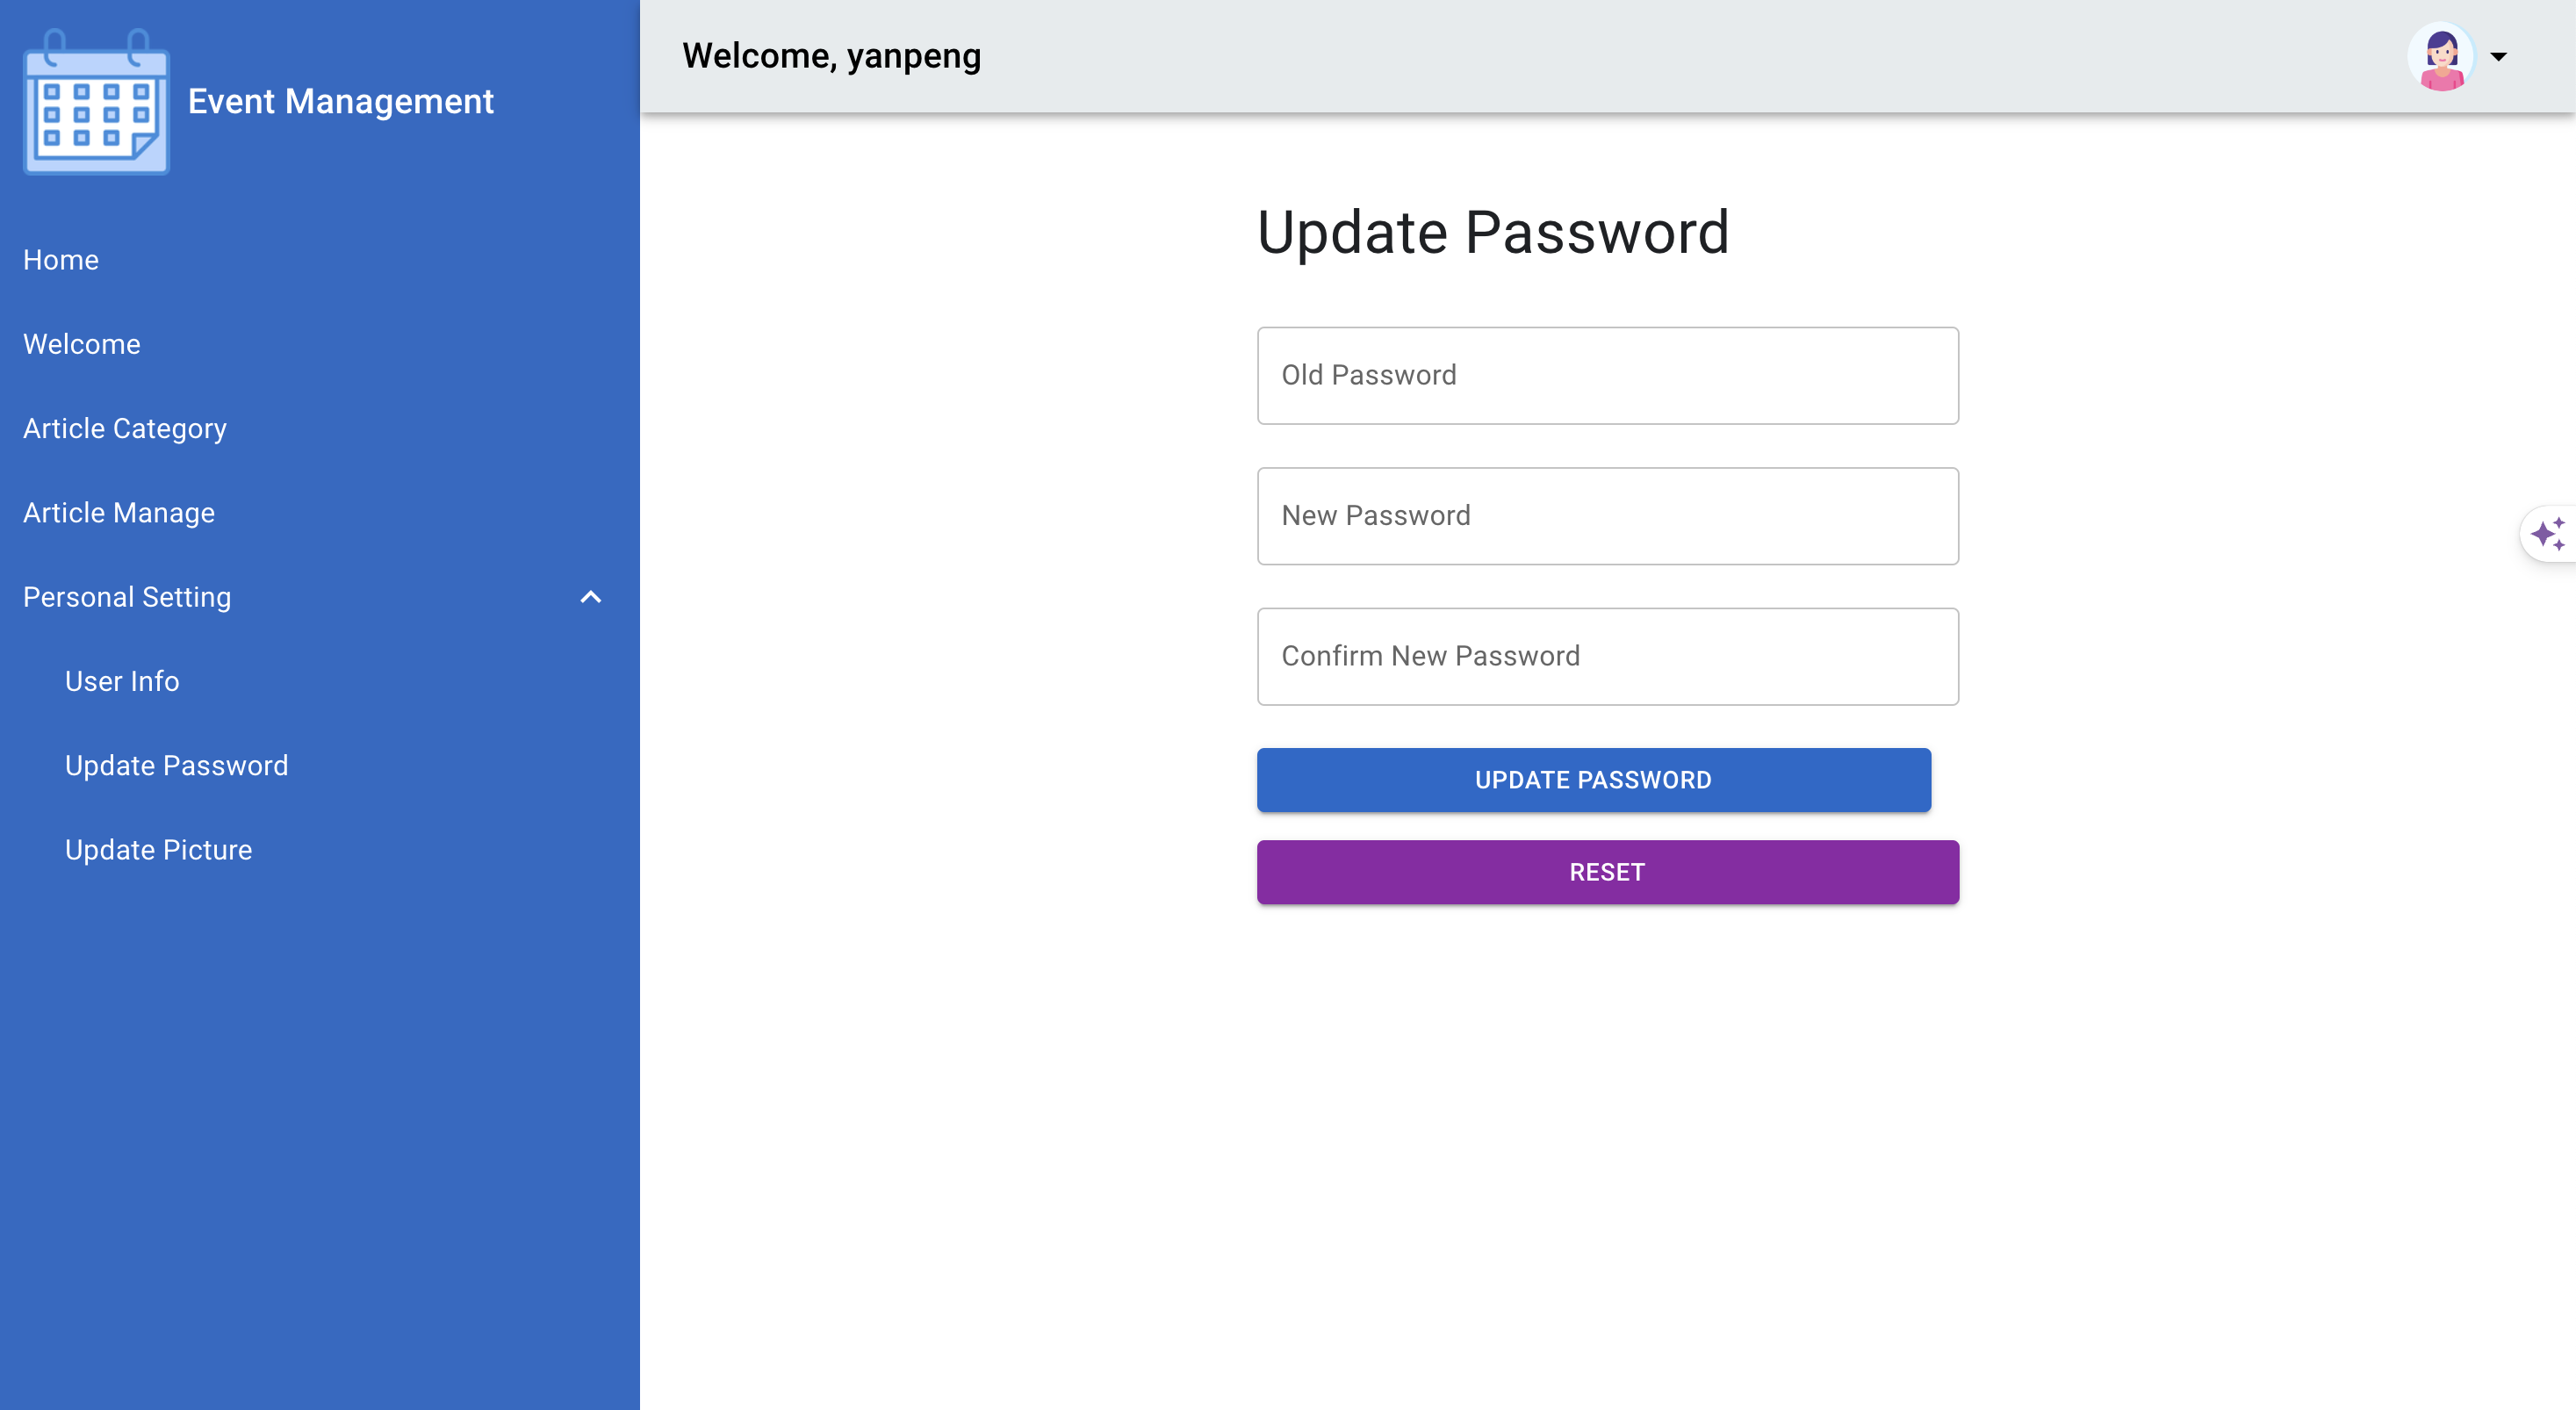 Event Management
Home
Welcome
Article Category
Article Manage
Personal Setting
User Info
Update Password
Update Picture
Welcome, yanpeng
Update Password
Old Password
New Password
Confirm New Password
UPDATE PASSWORD
RESET